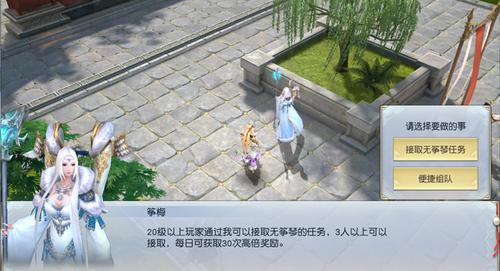 请选择要做的事
接取无筝琴任务
便捷组队
筝梅
20级以上玩家通过我可以接取无筝琴的任务，3人以上可以
接取，每日可获取30次高倍奖励。